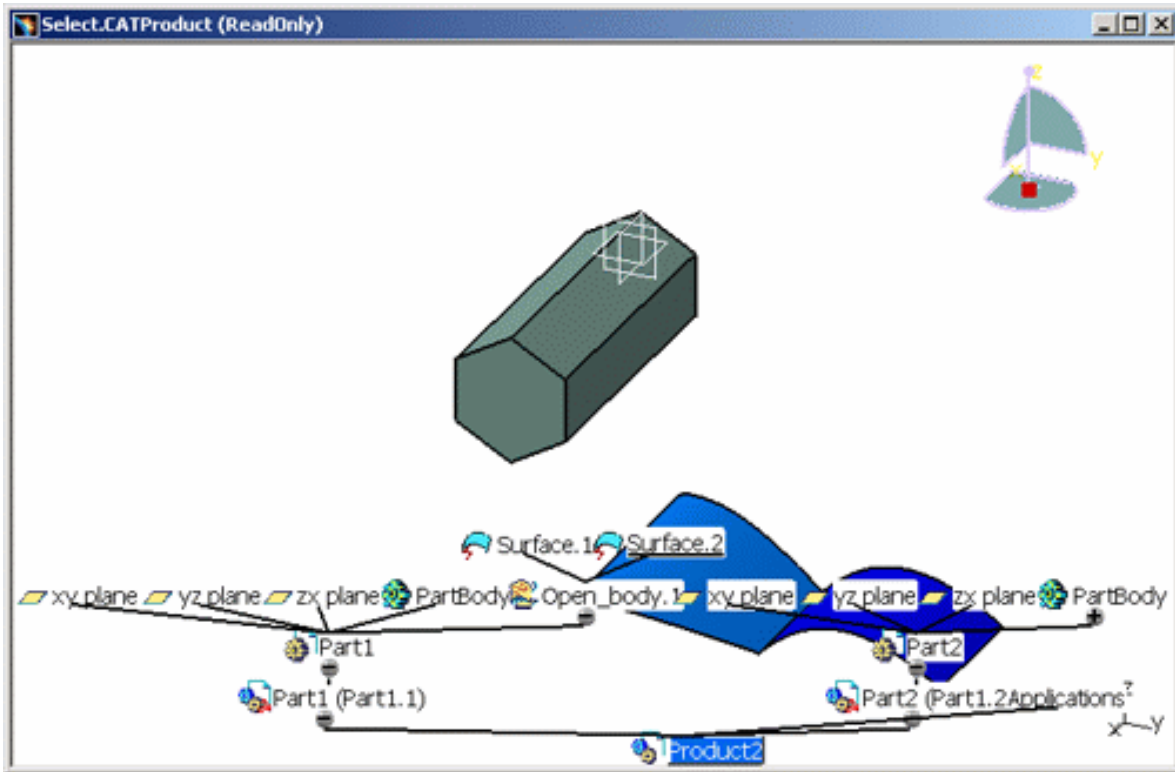 Select.CATProduct (ReadOnly)
z
y
x
Surface.1 Surface.2
xy plane yz plane zx plane PartBody Open_body.1 xy plane yz plane zx plane PartBody
Part1 Part2
Part1 (Part1.1) Part2 (Part1.2Applications z
x y
Product2